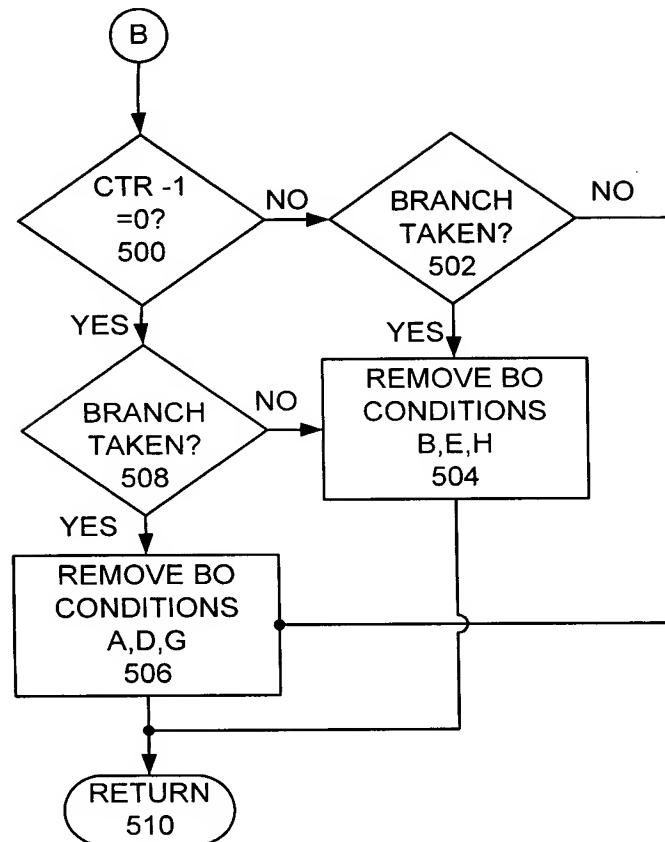 B
CTR -1
=0?
500
NO
BRANCH
TAKEN?
502
NO
YES
YES
BRANCH
TAKEN?
508
NO
REMOVE BO
CONDITIONS
B,E,H
504
YES
REMOVE BO
CONDITIONS
A,D,G
506
RETURN
510